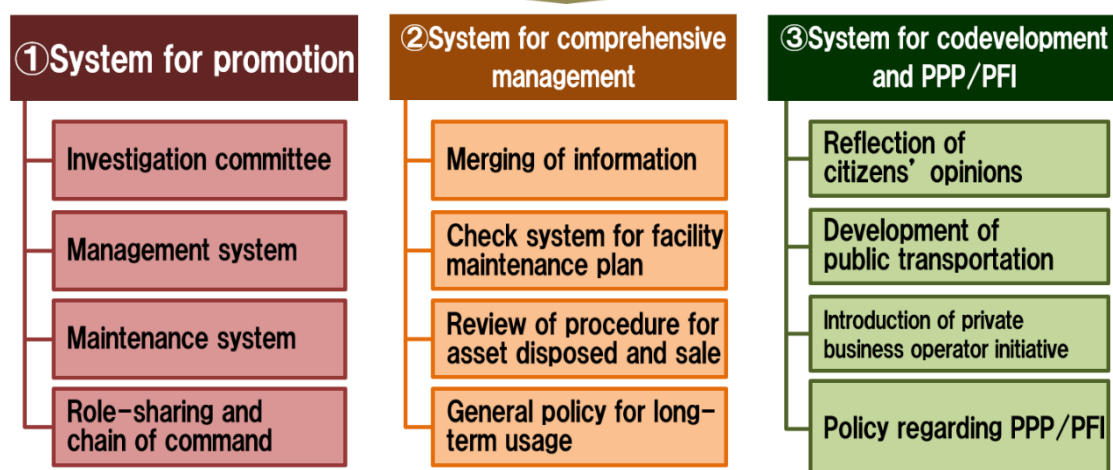 ①System for promotion
Investigation committee
Management system
Maintenance system
Role-sharing and
chain of command
②System for comprehensive
management
Merging of information
Check system for facility
maintenance plan
Review of procedure for
asset disposed and sale
General policy for long-
term usage
③System for codevelopment
and PPP/PFI
Reflection of
citizens’ opinions
Development of
public transportation
Introduction of private
business operator initiative
Policy regarding PPP/PFI